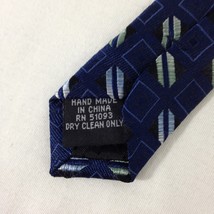 HAND MADE
IN CHINA
RN 51093
DRY CLEAN ONLY